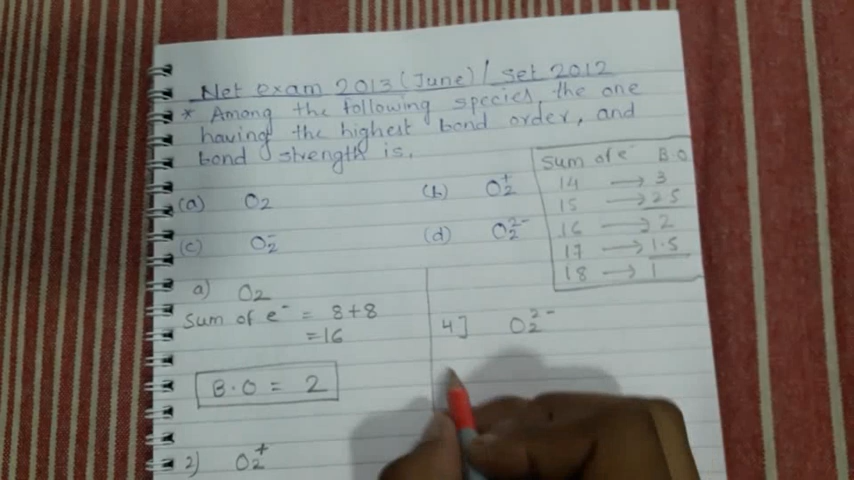 Net exam 2013 (June) / set 2012
* Among the following species, the one
having the highest bond order, and
bond strength is,
(a) O₂ (b) O₂⁺
(c) O₂⁻ (d) O₂²⁻
Sum of e⁻ B.O
14 → 3
15 → 2.5
16 → 2
17 → 1.5
18 → 1
a) O₂
Sum of e⁻ = 8+8
=16
B.O = 2
2) O₂⁺
4] O₂²⁻